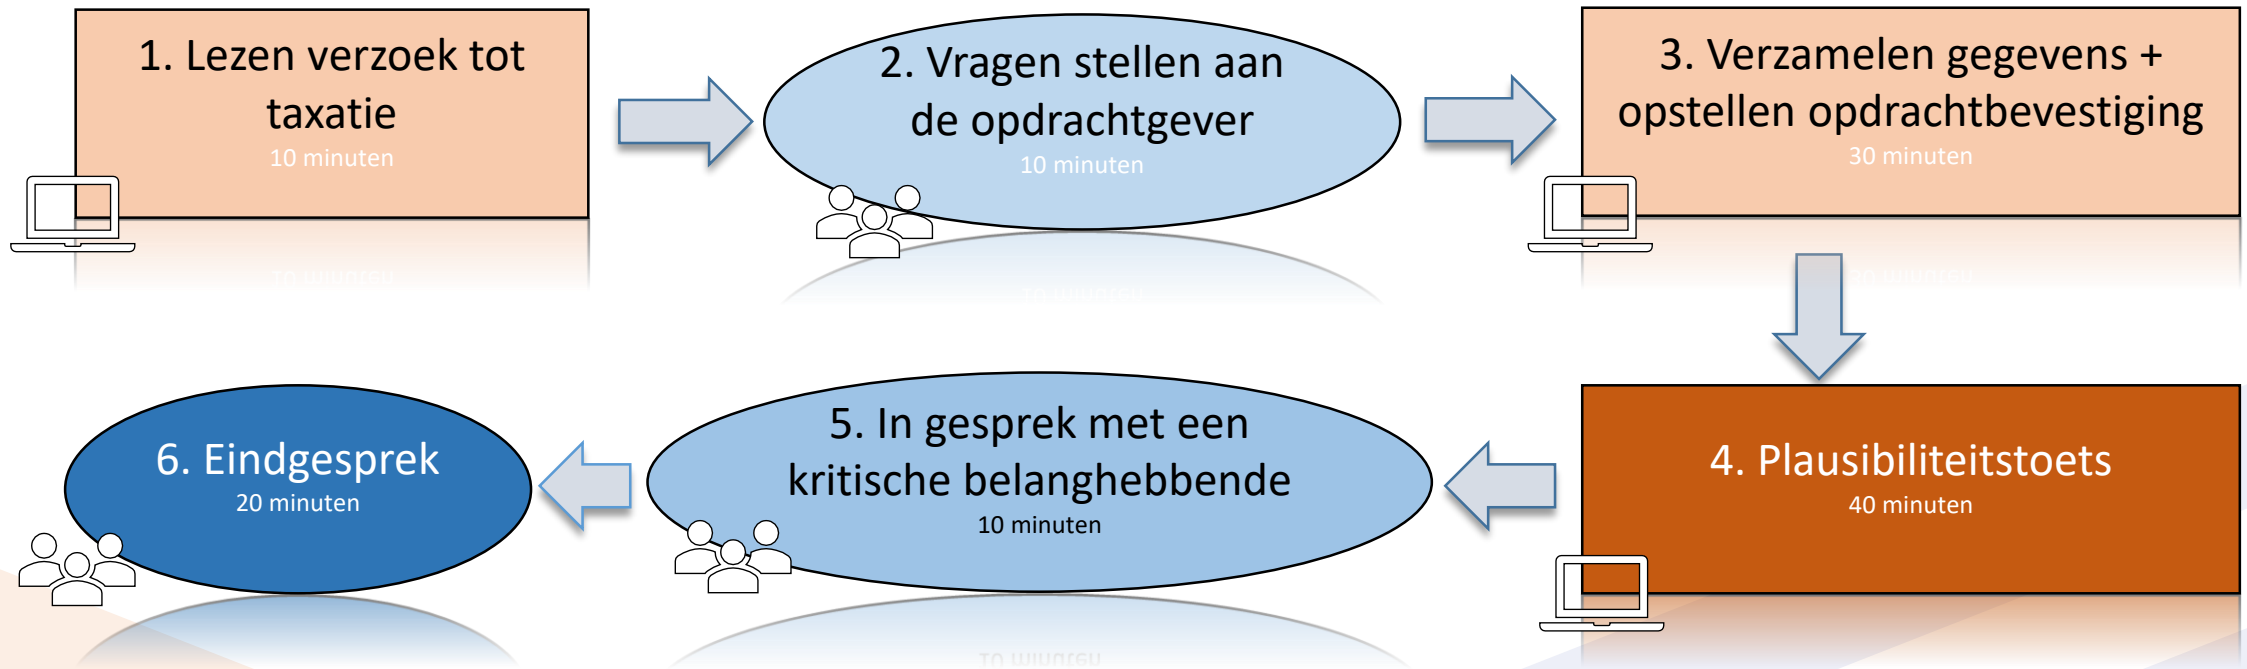 1. Lezen verzoek tot
taxatie
10 minuten
2. Vragen stellen aan
de opdrachtgever
10 minuten
3. Verzamelen gegevens +
opstellen opdrachtbevestiging
30 minuten
4. Plausibiliteitstoets
40 minuten
5. In gesprek met een
kritische belanghebbende
10 minuten
6. Eindgesprek
20 minuten